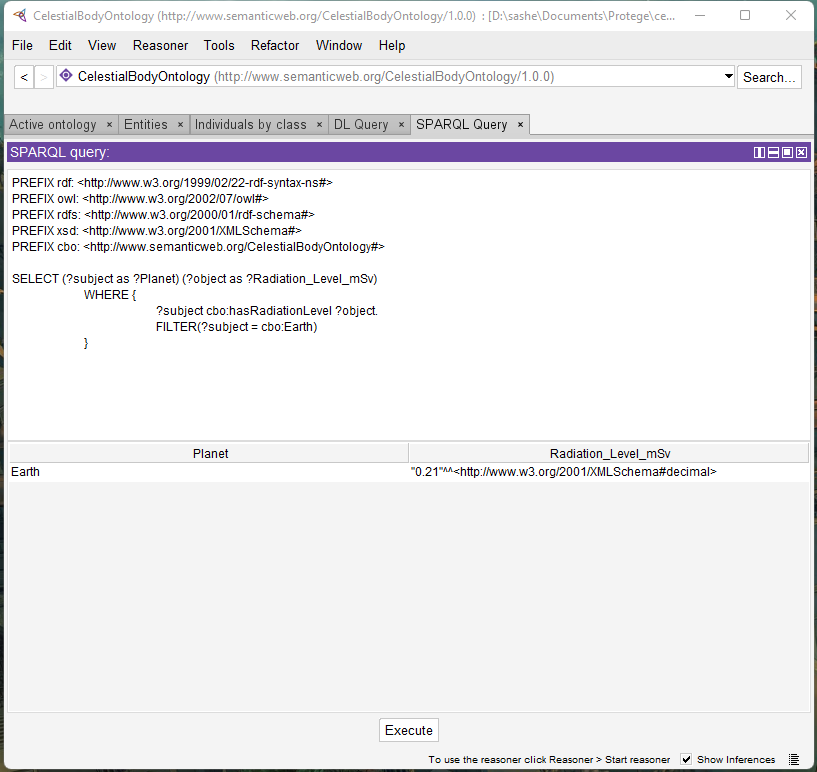 CelestialBodyOntology (http://www.semanticweb.org/CelestialBodyOntology/1.0.0) : [D:\sashe\Documents\Protege\ce...
File Edit View Reasoner Tools Refactor Window Help
< > CelestialBodyOntology (http://www.semanticweb.org/CelestialBodyOntology/1.0.0) Search...
Active ontology × Entities × Individuals by class × DL Query × SPARQL Query ×
SPARQL query:
PREFIX rdf: <http://www.w3.org/1999/02/22-rdf-syntax-ns#>
PREFIX owl: <http://www.w3.org/2002/07/owl#>
PREFIX rdfs: <http://www.w3.org/2000/01/rdf-schema#>
PREFIX xsd: <http://www.w3.org/2001/XMLSchema#>
PREFIX cbo: <http://www.semanticweb.org/CelestialBodyOntology#>
SELECT (?subject as ?Planet) (?object as ?Radiation_Level_mSv)
WHERE {
?subject cbo:hasRadiationLevel ?object.
FILTER(?subject = cbo:Earth)
}
Planet Radiation_Level_mSv
Earth "0.21"^^<http://www.w3.org/2001/XMLSchema#decimal>
Execute
To use the reasoner click Reasoner > Start reasoner Show Inferences